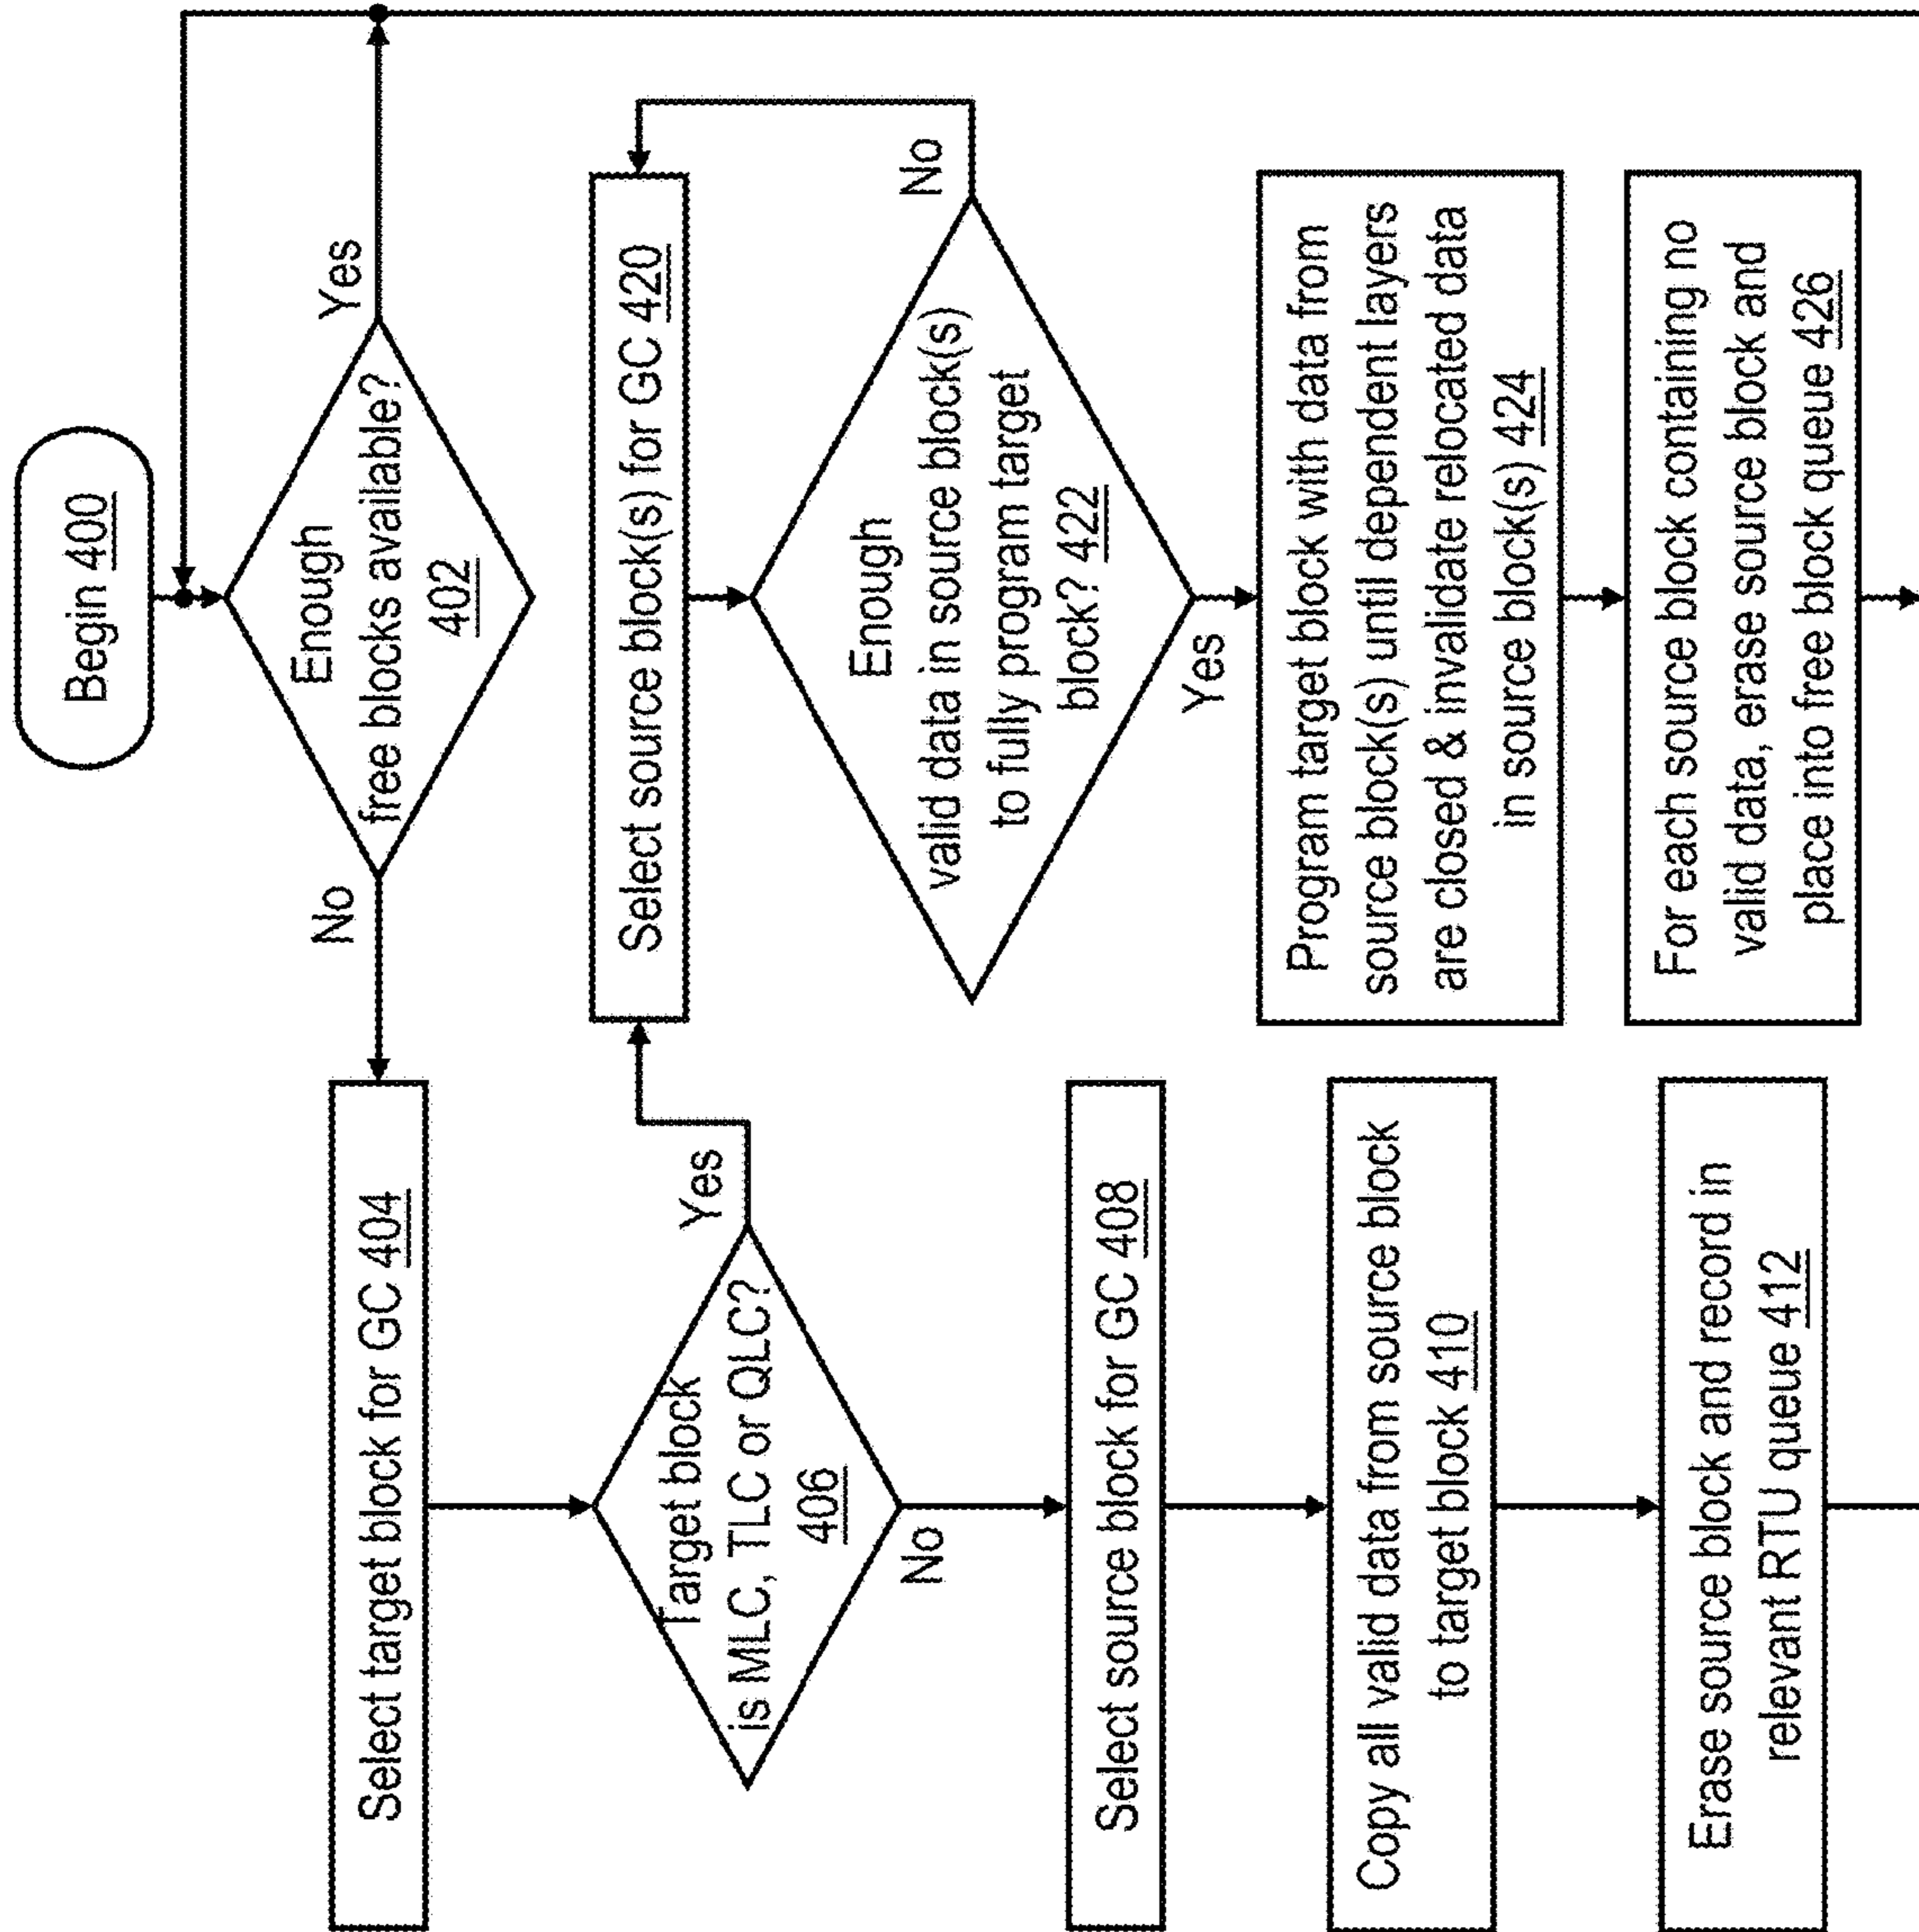 Begin 400
Enough
free blocks available?
402
Yes
No
Select target block for GC 404
Target block
is MLC, TLC or QLC?
406
Yes
No
Select source block for GC 408
Copy all valid data from source block
to target block 410
Erase source block and record in
relevant RTU queue 412
Select source block(s) for GC 420
Enough
valid data in source block(s)
to fully program target
block? 422
No
Yes
Program target block with data from
source block(s) until dependent layers
are closed & invalidate relocated data
in source block(s) 424
For each source block containing no
valid data, erase source block and
place into free block queue 426